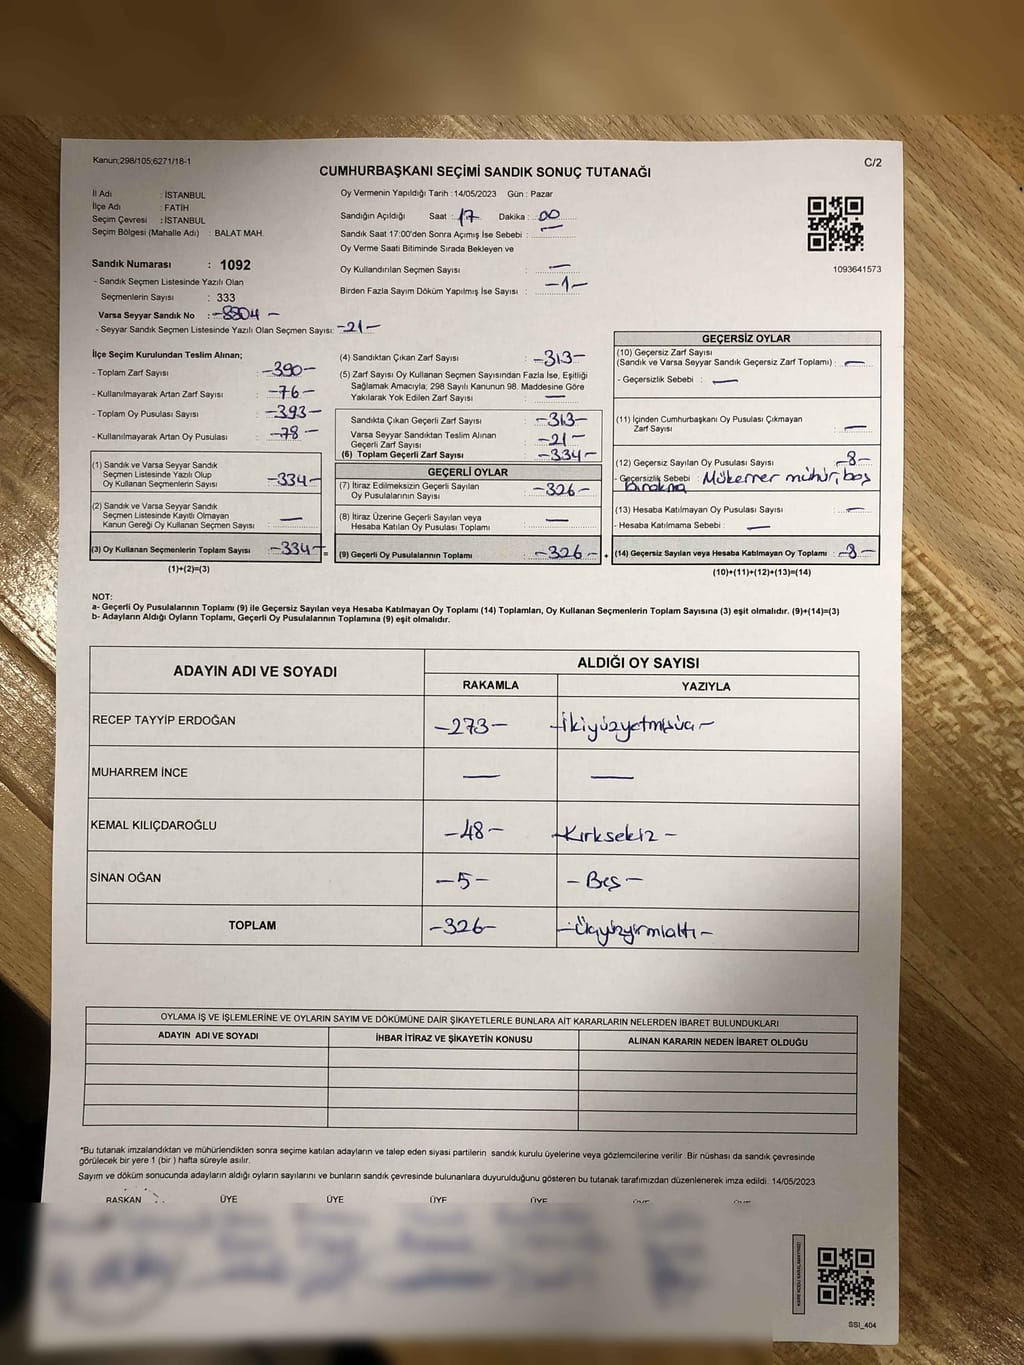 Kanun;298/105;6271/18-1
C/2
CUMHURBAŞKANI SEÇİMİ SANDIK SONUÇ TUTANAĞI
İl Adı : İSTANBUL
İlçe Adı : FATİH
Seçim Çevresi : İSTANBUL
Seçim Bölgesi (Mahalle Adı) : BALAT MAH.
Sandık Numarası : 1092
- Sandık Seçmen Listesinde Yazılı Olan
Seçmenlerin Sayısı : 333
Varsa Seyyar Sandık No :
- Seyyar Sandık Seçmen Listesinde Yazılı Olan Seçmen Sayısı: -21-
Oy Vermenin Yapıldığı Tarih : 14/05/2023 Gün : Pazar
Sandığın Açıldığı Saat : 17 Dakika : 00
Sandık Saat 17:00'den Sonra Açımış İse Sebebi : —
Oy Verme Saati Bitiminde Sırada Bekleyen ve
Oy Kullandırılan Seçmen Sayısı : —
Birden Fazla Sayım Döküm Yapılmış İse Sayısı : -1-
1093641573
İlçe Seçim Kurulundan Teslim Alınan;
- Toplam Zarf Sayısı : -390-
- Kullanılmayarak Artan Zarf Sayısı : -76-
- Toplam Oy Pusulası Sayısı : -393-
- Kullanılmayarak Artan Oy Pusulası : -78-
(1) Sandık ve Varsa Seyyar Sandık
Seçmen Listesinde Yazılı Olup
Oy Kullanan Seçmenlerin Sayısı : -334-
(2) Sandık ve Varsa Seyyar Sandık
Seçmen Listesinde Kayıtlı Olmayan
Kanun Gereği Oy Kullanan Seçmen Sayısı : —
(3) Oy Kullanan Seçmenlerin Toplam Sayısı : -334-
(1)+(2)=(3)
(4) Sandıktan Çıkan Zarf Sayısı : -313-
(5) Zarf Sayısı Oy Kullanan Seçmen Sayısından Fazla İse, Eşitliği
Sağlamak Amacıyla; 298 Sayılı Kanunun 98. Maddesine Göre
Yakılarak Yok Edilen Zarf Sayısı : —
Sandıkta Çıkan Geçerli Zarf Sayısı : -313-
Varsa Seyyar Sandıktan Teslim Alınan
Geçerli Zarf Sayısı : -21-
(6) Toplam Geçerli Zarf Sayısı : -334-
GEÇERLİ OYLAR
(7) İtiraz Edilmeksizin Geçerli Sayılan
Oy Pusulalarının Sayısı : -326-
(8) İtiraz Üzerine Geçerli Sayılan veya
Hesaba Katılan Oy Pusulası Toplamı : —
= (9) Geçerli Oy Pusulalarının Toplamı : -326- +
GEÇERSİZ OYLAR
(10) Geçersiz Zarf Sayısı
(Sandık ve Varsa Seyyar Sandık Geçersiz Zarf Toplamı) : —
- Geçersizlik Sebebi : —
(11) İçinden Cumhurbaşkanı Oy Pusulası Çıkmayan
Zarf Sayısı : —
(12) Geçersiz Sayılan Oy Pusulası Sayısı : -8-
- Geçersizlik Sebebi : Mükerrer mühür, boş
bırakma
(13) Hesaba Katılmayan Oy Pusulası Sayısı : —
- Hesaba Katılmama Sebebi : —
(14) Geçersiz Sayılan veya Hesaba Katılmayan Oy Toplamı : -8-
(10)+(11)+(12)+(13)=(14)
NOT:
a- Geçerli Oy Pusulalarının Toplamı (9) ile Geçersiz Sayılan veya Hesaba Katılmayan Oy Toplamı (14) Toplamları, Oy Kullanan Seçmenlerin Toplam Sayısına (3) eşit olmalıdır. (9)+(14)=(3)
b- Adayların Aldığı Oyların Toplamı, Geçerli Oy Pusulalarının Toplamına (9) eşit olmalıdır.
ADAYIN ADI VE SOYADI ALDIĞI OY SAYISI
RAKAMLA YAZIYLA
RECEP TAYYİP ERDOĞAN -273- -İkiyüzyetmişüç-
MUHARREM İNCE — —
KEMAL KILIÇDAROĞLU -48- -Kırksekiz-
SİNAN OĞAN -5- -Beş-
TOPLAM -326- -Üçyüzyirmialtı-
OYLAMA İŞ VE İŞLEMLERİNE VE OYLARIN SAYIM VE DÖKÜMÜNE DAİR ŞİKAYETLERLE BUNLARA AİT KARARLARIN NELERDEN İBARET BULUNDUKLARI
ADAYIN ADI VE SOYADI İHBAR İTİRAZ VE ŞİKAYETİN KONUSU ALINAN KARARIN NEDEN İBARET OLDUĞU
*Bu tutanak imzalandıktan ve mühürlendikten sonra seçime katılan adayların ve talep eden siyasi partilerin sandık kurulu üyelerine veya gözlemcilerine verilir. Bir nüshası da sandık çevresinde
görülecek bir yere 1 (bir) hafta süreyle asılır.
Sayım ve döküm sonucunda adayların aldığı oyların sayılarını ve bunların sandık çevresinde bulunanlara duyurulduğunu gösteren bu tutanak tarafımızdan düzenlenerek imza edildi. 14/05/2023
BAŞKAN ÜYE ÜYE ÜYE ÜYE ÜYE ÜYE
SSI_404